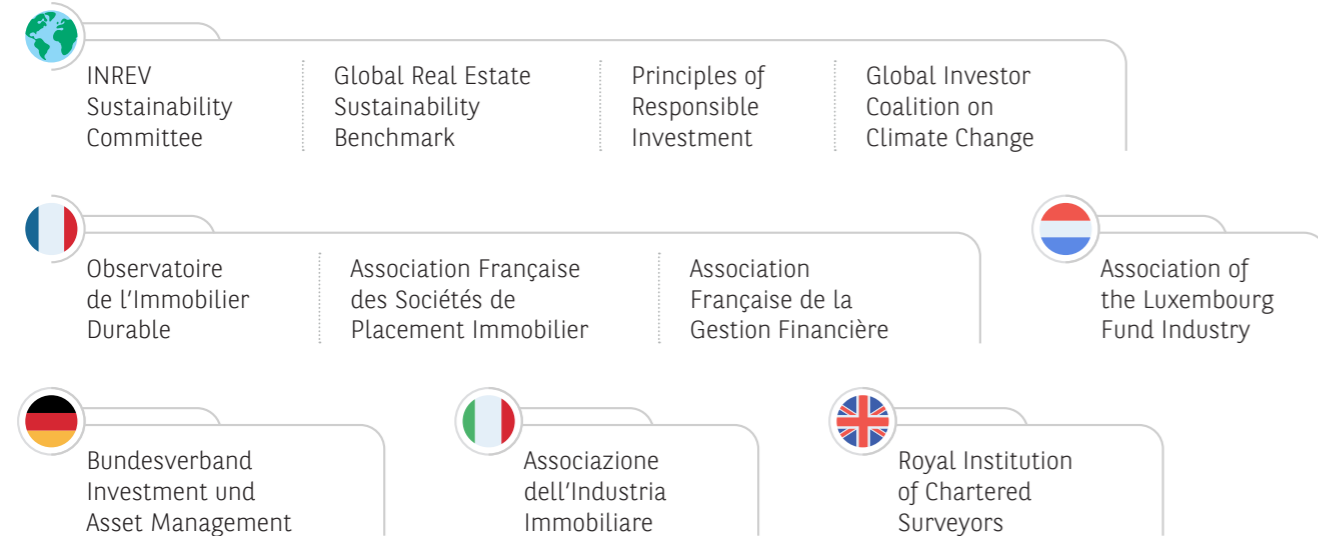 INREV
Sustainability
Committee
Global Real Estate
Sustainability
Benchmark
Principles of
Responsible
Investment
Global Investor
Coalition on
Climate Change
Observatoire
de l'Immobilier
Durable
Association Française
des Sociétés de
Placement Immobilier
Association
Française de la
Gestion Financière
Association of
the Luxembourg
Fund Industry
Bundesverband
Investment und
Asset Management
Associazione
dell'Industria
Immobiliare
Royal Institution
of Chartered
Surveyors